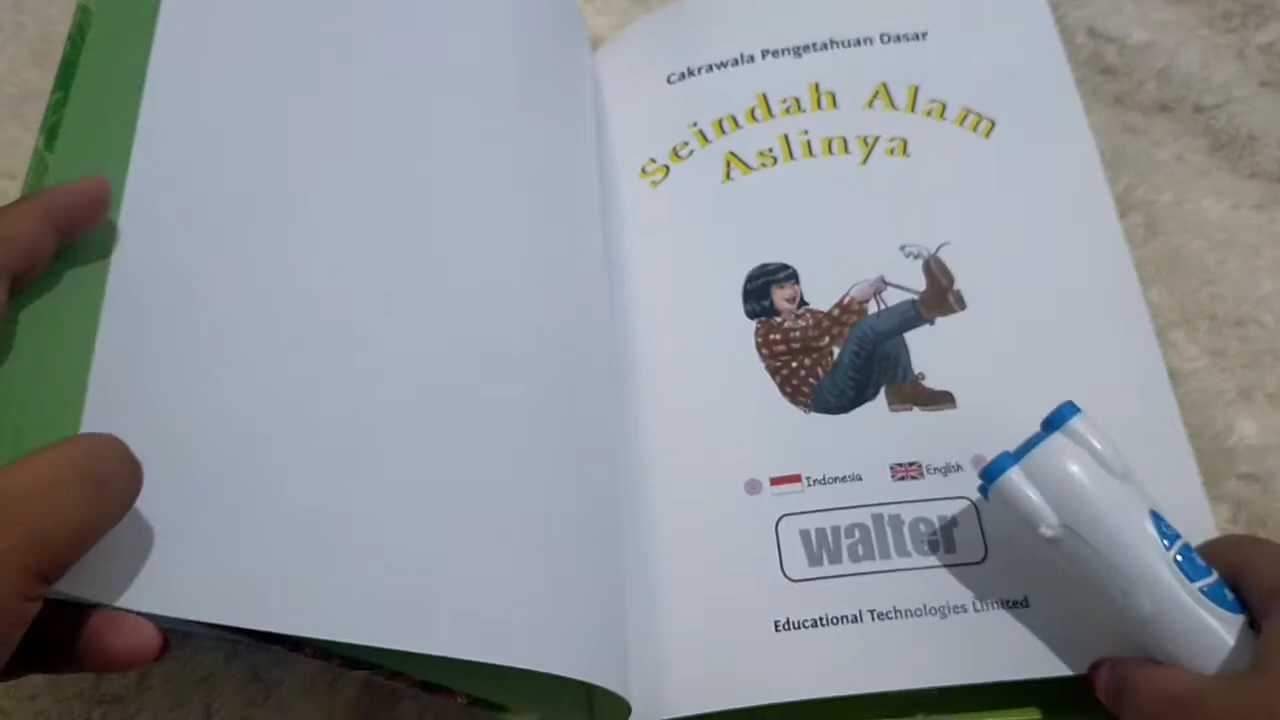 Cakrawala Pengetahuan Dasar
Seindah Alam
Aslinya
Indonesia English
walter
Educational Technologies Limited